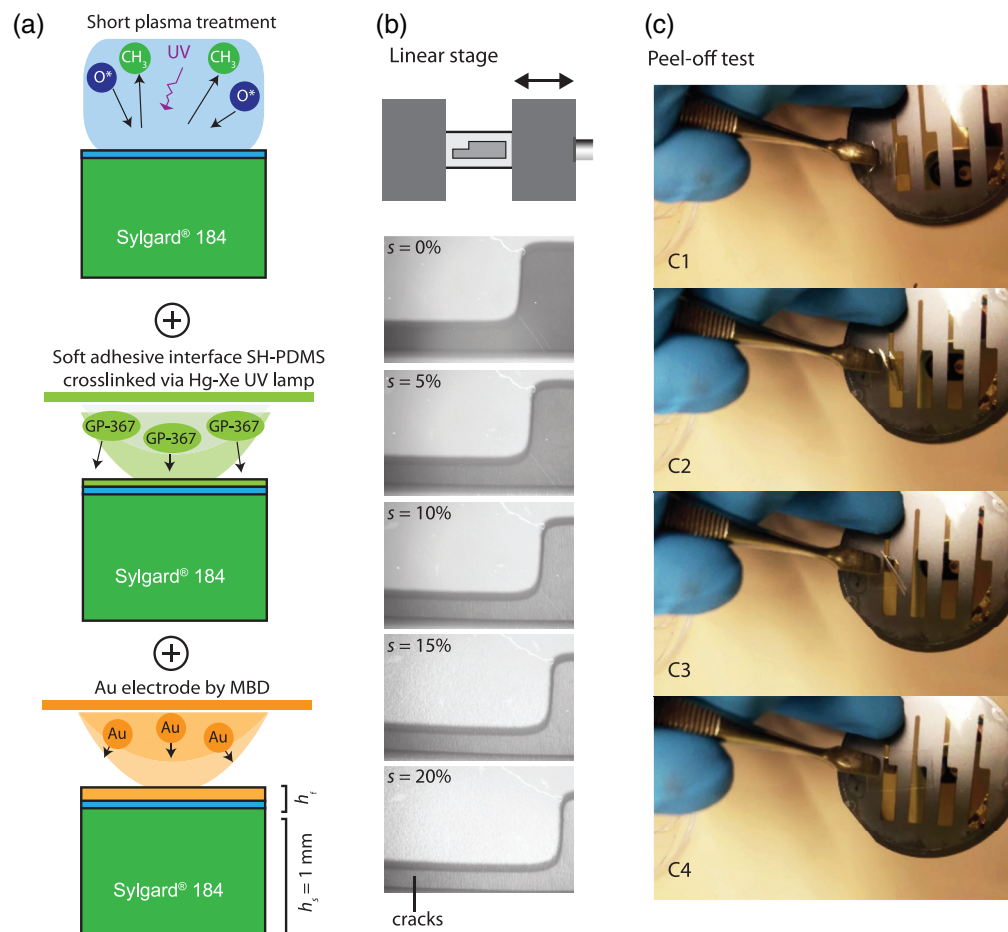 (a)
Short plasma treatment
CH3
UV
CH3
O*
O*
Sylgard® 184
+
Soft adhesive interface SH-PDMS
crosslinked via Hg-Xe UV lamp
GP-367
GP-367
GP-367
Sylgard® 184
+
Au electrode by MBD
Au
Au
Au
hf
Sylgard® 184
hs = 1 mm
(b)
Linear stage
s = 0%
s = 5%
s = 10%
s = 15%
s = 20%
cracks
(c)
Peel-off test
C1
C2
C3
C4